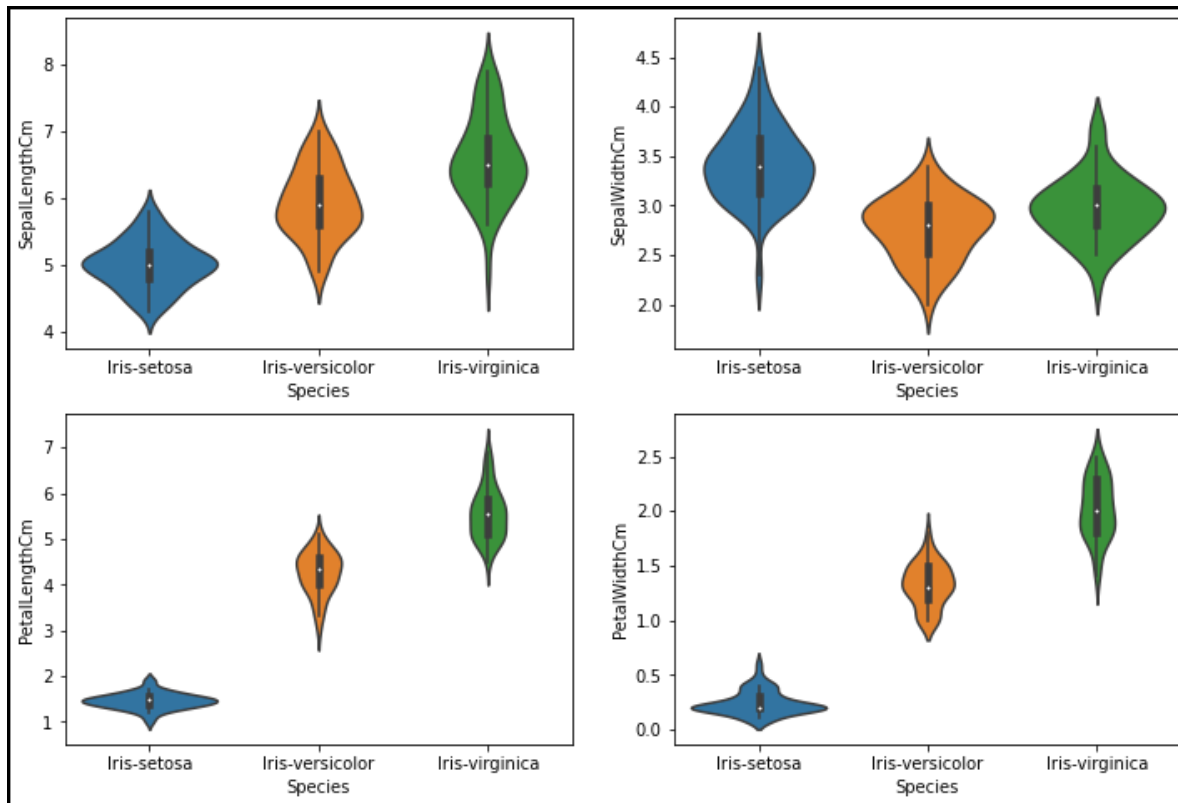 SepalLengthCm
8
7
6
5
4
Iris-setosa Iris-versicolor Iris-virginica
Species
SepalWidthCm
4.5
4.0
3.5
3.0
2.5
2.0
Iris-setosa Iris-versicolor Iris-virginica
Species
PetalLengthCm
7
6
5
4
3
2
1
Iris-setosa Iris-versicolor Iris-virginica
Species
PetalWidthCm
2.5
2.0
1.5
1.0
0.5
0.0
Iris-setosa Iris-versicolor Iris-virginica
Species